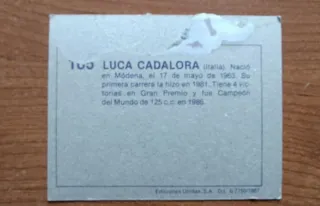 105 LUCA CADALORA (Italia). Nació
en Módena, el 17 de mayo de 1963. Su
primera carrera la hizo en 1981. Tiene 4 vic-
torias en Gran Premio y fue Campeón
del Mundo de 125 c.c. en 1986.
Ediciones Unidas, S.A.